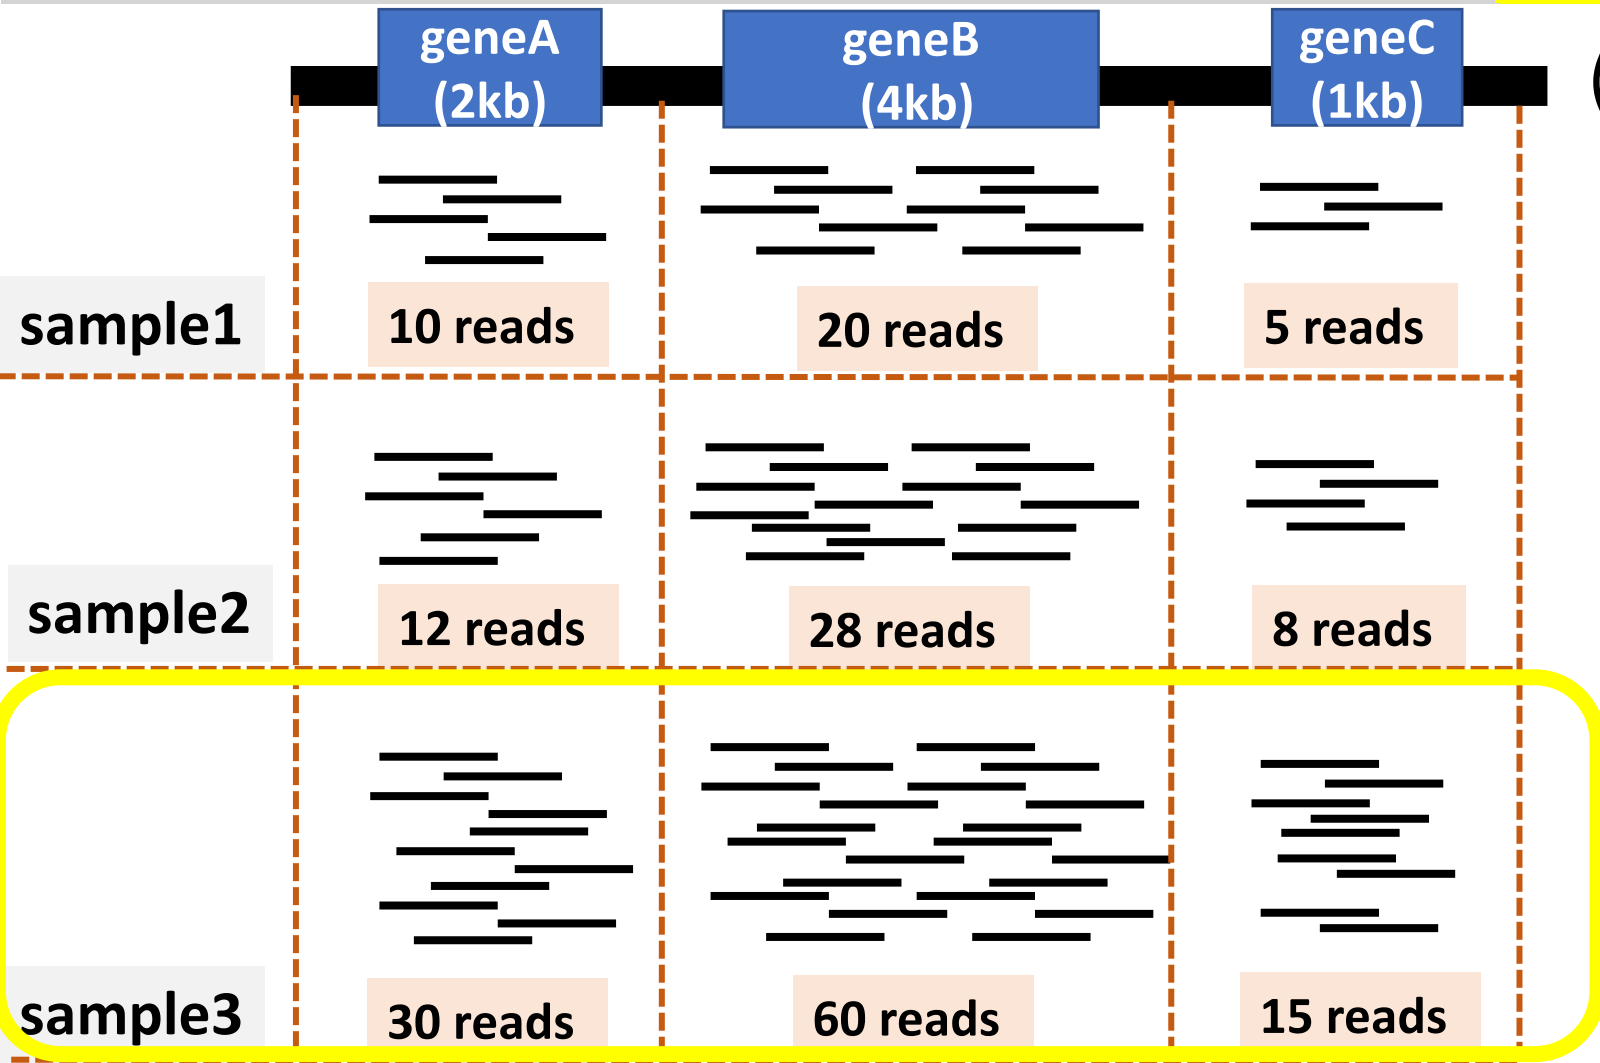 geneA
(2kb)
geneB
(4kb)
geneC
(1kb)
sample1
10 reads
20 reads
5 reads
sample2
12 reads
28 reads
8 reads
sample3
30 reads
60 reads
15 reads